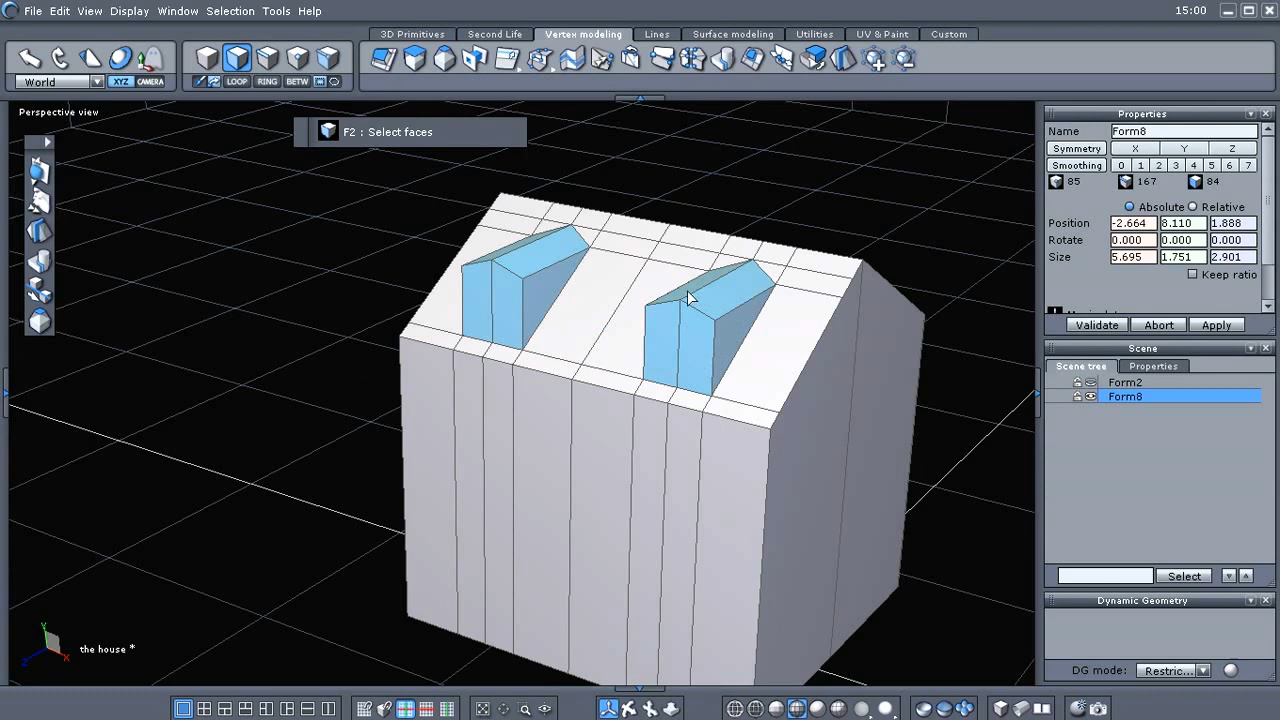 File Edit View Display Window Selection Tools Help 15:00
3D Primitives Second Life Vertex modeling Lines Surface modeling Utilities UV & Paint Custom
World XYZ CAMERA LOOP RING BETW
Perspective view
F2 : Select faces
Properties
Name Form8
Symmetry X Y Z
Smoothing 0 1 2 3 4 5 6 7
85 167 84
Absolute Relative
Position -2.664 8.110 1.888
Rotate 0.000 0.000 0.000
Size 5.695 1.751 2.901
Keep ratio
Validate Abort Apply
Scene
Scene tree Properties
Form2
Form8
Select
Dynamic Geometry
DG mode: Restric...
Y
Z X
the house *